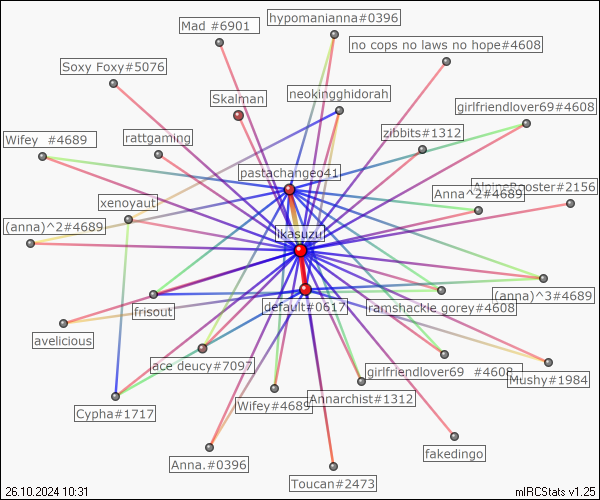 hypomanianna#0396
Mad #6901
no cops no laws no hope#4608
Soxy Foxy#5076
Skalman
neokingghidorah
girlfriendlover69#4608
zibbits#1312
rattgaming
Wifey  #4689
pastachangeo41
AlpineRooster#2156
Anna^2#4689
xenoyaut
(anna)^2#4689
ikasuzu
(anna)^3#4689
default#0617
ramshackle gorey#4608
frisout
avelicious
ace deucy#7097
girlfriendlover69  #4608
Mushy#1984
Annarchist#1312
Wifey#4689
Cypha#1717
fakedingo
Anna.#0396
Toucan#2473
26.10.2024 10:31
mIRCStats v1.25